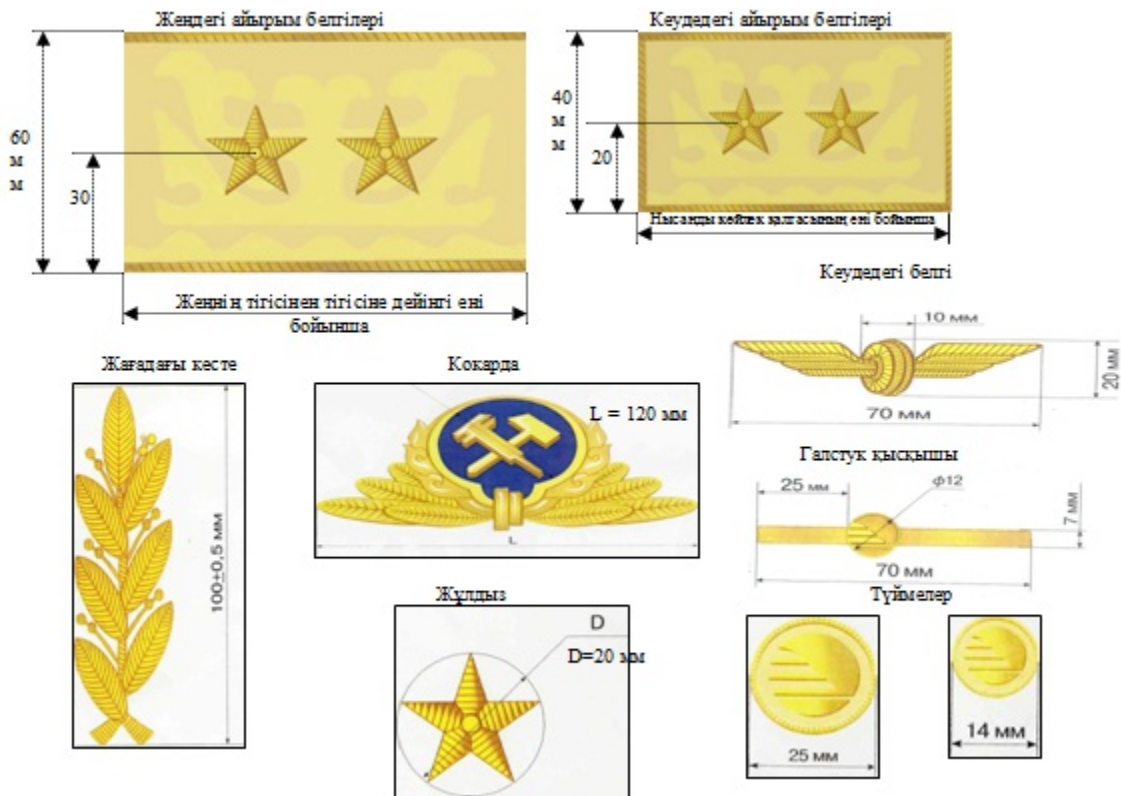 Жеңдегі айырым белгілері
Кеудедегі айырым белгілері
60
м
м
30
40
м
м
20
Нысанды көйлек қалтасының ені бойынша
Жеңнің тігісінен тігісіне дейінгі ені
бойынша
Кеудедегі белгі
10 мм
20 мм
70 мм
Жағадағы кесте
100±0,5 мм
Кокарда
L = 120 мм
L
Галстук қысқышы
25 мм
ф12
7 мм
70 мм
Жұлдыз
D
D=20 мм
Түймелер
25 мм
14 мм